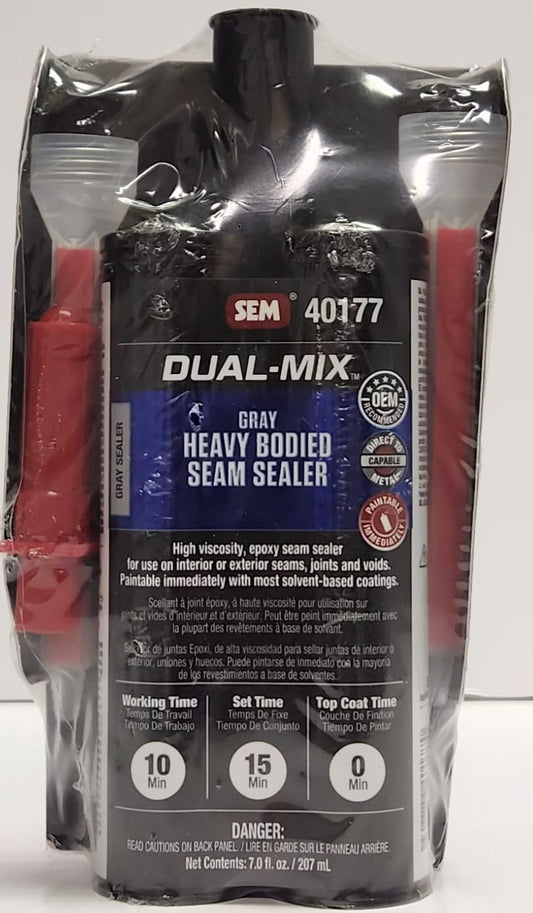 SEM® 40177
DUAL-MIX™
GRAY SEALER
GRAY
HEAVY BODIED
SEAM SEALER
OEM
RECOMMENDED
DIRECT TO
CAPABLE
METAL
PAINTABLE
IMMEDIATELY
High viscosity, epoxy seam sealer
for use on interior or exterior seams, joints and voids.
Paintable immediately with most solvent-based coatings.
Scellant à joint époxy, à haute viscosité pour utilisation sur
joints et vides d'interieur et d'exterieur. Peut être peint immédiatement avec
la plupart des revêtements à base de solvant.
de juntas Epoxi, de alta viscosidad para sellar juntas de interior o
exterior, uniones y huecos. Puede pintarse de inmediato con la mayoria
de los revestimientos a base de solventes.
Working Time
Temps De Travail
Tiempo De Trabajo
10
Min
Set Time
Temps De Fixe
Tiempo De Conjunto
15
Min
Top Coat Time
Couche De Finition
Tiempo De Pintar
0
Min
DANGER:
READ CAUTIONS ON BACK PANEL. / LIRE EN GARDE SUR LE PANNEAU ARRIÈRE.
Net Contents: 7.0 fl. oz. / 207 mL